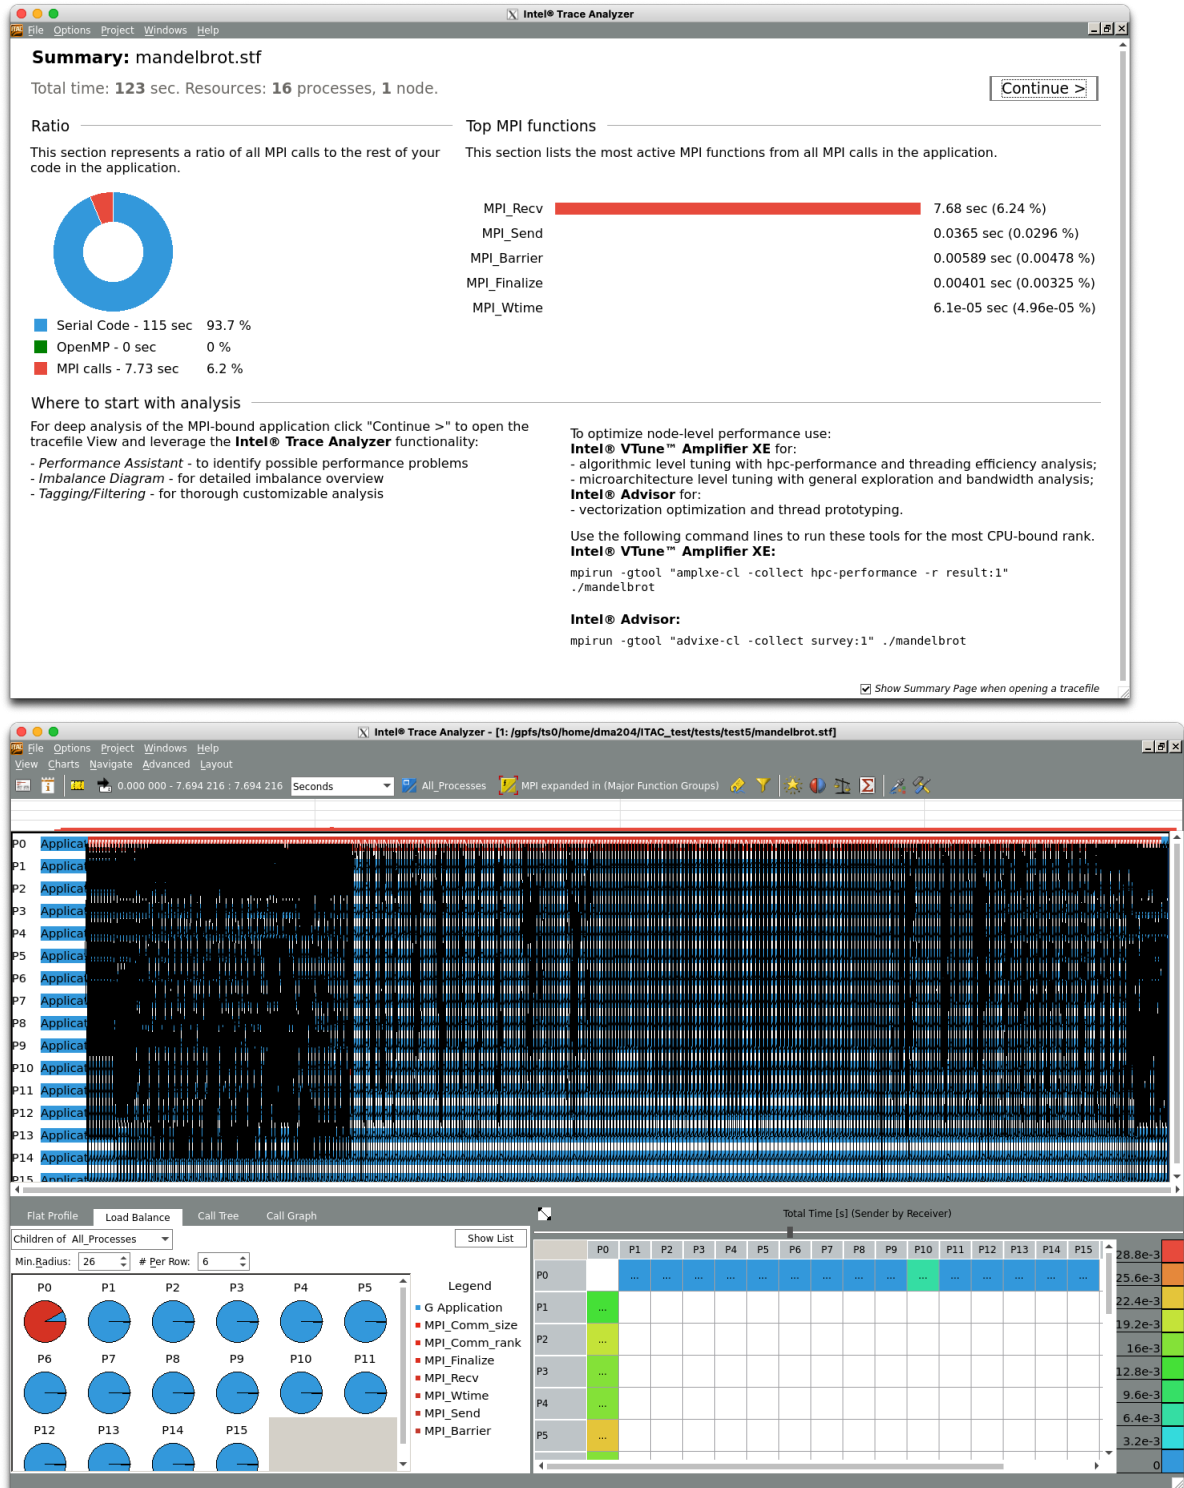 Intel® Trace Analyzer
File Options Project Windows Help
Summary: mandelbrot.stf
Total time: 123 sec. Resources: 16 processes, 1 node.
Continue >
Ratio
This section represents a ratio of all MPI calls to the rest of your
code in the application.
Serial Code - 115 sec 93.7 %
OpenMP - 0 sec 0 %
MPI calls - 7.73 sec 6.2 %
Top MPI functions
This section lists the most active MPI functions from all MPI calls in the application.
MPI_Recv 7.68 sec (6.24 %)
MPI_Send 0.0365 sec (0.0296 %)
MPI_Barrier 0.00589 sec (0.00478 %)
MPI_Finalize 0.00401 sec (0.00325 %)
MPI_Wtime 6.1e-05 sec (4.96e-05 %)
Where to start with analysis
For deep analysis of the MPI-bound application click "Continue >" to open the
tracefile View and leverage the Intel® Trace Analyzer functionality:
- Performance Assistant - to identify possible performance problems
- Imbalance Diagram - for detailed imbalance overview
- Tagging/Filtering - for thorough customizable analysis
To optimize node-level performance use:
Intel® VTune™ Amplifier XE for:
- algorithmic level tuning with hpc-performance and threading efficiency analysis;
- microarchitecture level tuning with general exploration and bandwidth analysis;
Intel® Advisor for:
- vectorization optimization and thread prototyping.
Use the following command lines to run these tools for the most CPU-bound rank.
Intel® VTune™ Amplifier XE:
mpirun -gtool "amplxe-cl -collect hpc-performance -r result:1"
./mandelbrot
Intel® Advisor:
mpirun -gtool "advixe-cl -collect survey:1" ./mandelbrot
Show Summary Page when opening a tracefile
Intel® Trace Analyzer - [1: /gpfs/ts0/home/dma204/ITAC_test/tests/test5/mandelbrot.stf]
File Options Project Windows Help
View Charts Navigate Advanced Layout
0.000 000 - 7.694 216 : 7.694 216 Seconds All_Processes MPI expanded in (Major Function Groups)
P0 Applica
P1 Applica
P2 Applica
P3 Applica
P4 Applica
P5 Applica
P6 Applica
P7 Applica
P8 Applica
P9 Applica
P10 Applica
P11 Applica
P12 Applica
P13 Applica
P14 Applica
P15 Applica
Flat Profile Load Balance Call Tree Call Graph
Children of All_Processes Show List
Min.Radius: 26 # Per Row: 6
P0 P1 P2 P3 P4 P5
P6 P7 P8 P9 P10 P11
P12 P13 P14 P15
Legend
G Application
MPI_Comm_size
MPI_Comm_rank
MPI_Finalize
MPI_Recv
MPI_Wtime
MPI_Send
MPI_Barrier
Total Time [s] (Sender by Receiver)
P0 P1 P2 P3 P4 P5 P6 P7 P8 P9 P10 P11 P12 P13 P14 P15
P0 ... ... ... ... ... ... ... ... ... ... ... ... ... ... ...
P1 ...
P2 ...
P3 ...
P4 ...
P5 ...
28.8e-3
25.6e-3
22.4e-3
19.2e-3
16e-3
12.8e-3
9.6e-3
6.4e-3
3.2e-3
0